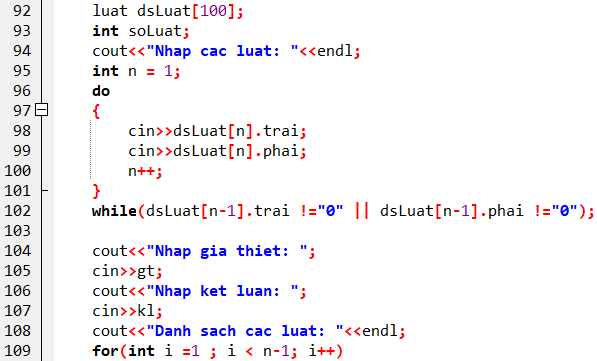 92 luat dsLuat[100];
93 int soLuat;
94 cout<<"Nhap cac luat: "<<endl;
95 int n = 1;
96 do
97 {
98 cin>>dsLuat[n].trai;
99 cin>>dsLuat[n].phai;
100 n++;
101 }
102 while(dsLuat[n-1].trai !="0" || dsLuat[n-1].phai !="0");
103
104 cout<<"Nhap gia thiet: ";
105 cin>>gt;
106 cout<<"Nhap ket luan: ";
107 cin>>kl;
108 cout<<"Danh sach cac luat: "<<endl;
109 for(int i =1 ; i < n-1; i++)